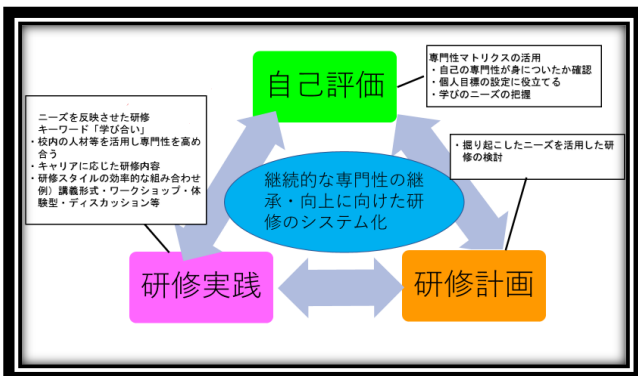 自己評価
専門性マトリクスの活用
・自己の専門性が身についたか確認
・個人目標の設定に役立てる
・学びのニーズの把握
ニーズを反映させた研修
キーワード「学び合い」
・校内の人材等を活用し専門性を高め
合う
・キャリアに応じた研修内容
・研修スタイルの効率的な組み合わせ
例）講義形式・ワークショップ・体
験型・ディスカッション等
・掘り起こしたニーズを活用した研
修の検討
継続的な専門性の継
承・向上に向けた研
修のシステム化
研修実践
研修計画